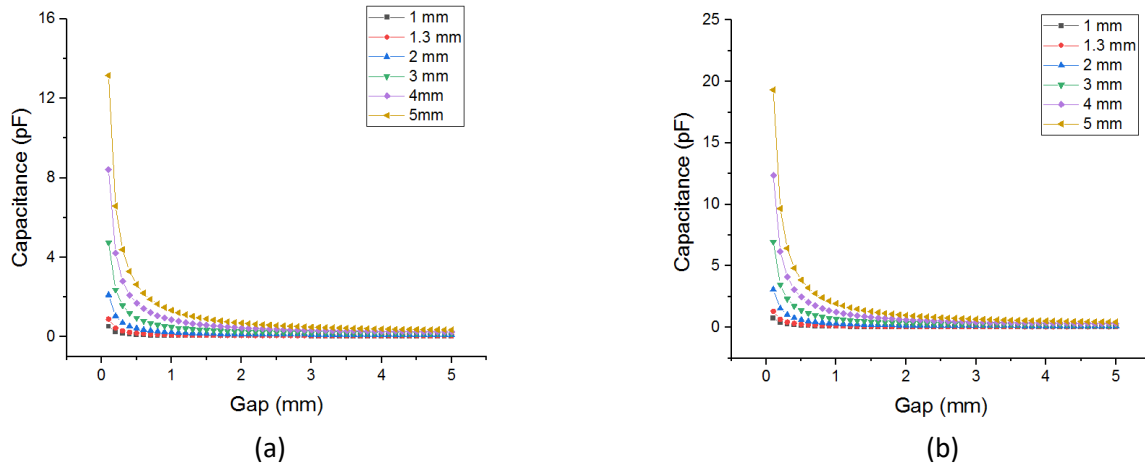 16
12
8
4
0
Capacitance (pF)
1 mm
1.3 mm
2 mm
3 mm
4mm
5mm
0 1 2 3 4 5
Gap (mm)
(a)
25
20
15
10
5
0
Capacitance (pF)
1 mm
1.3 mm
2 mm
3 mm
4 mm
5 mm
0 1 2 3 4 5
Gap (mm)
(b)